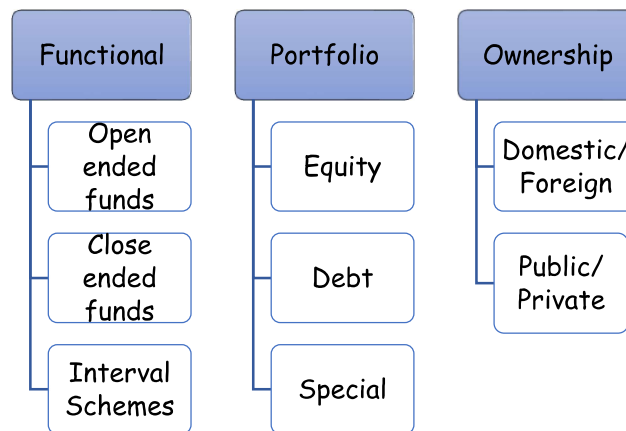 Functional
Open
ended
funds
Close
ended
funds
Interval
Schemes
Portfolio
Equity
Debt
Special
Ownership
Domestic/
Foreign
Public/
Private